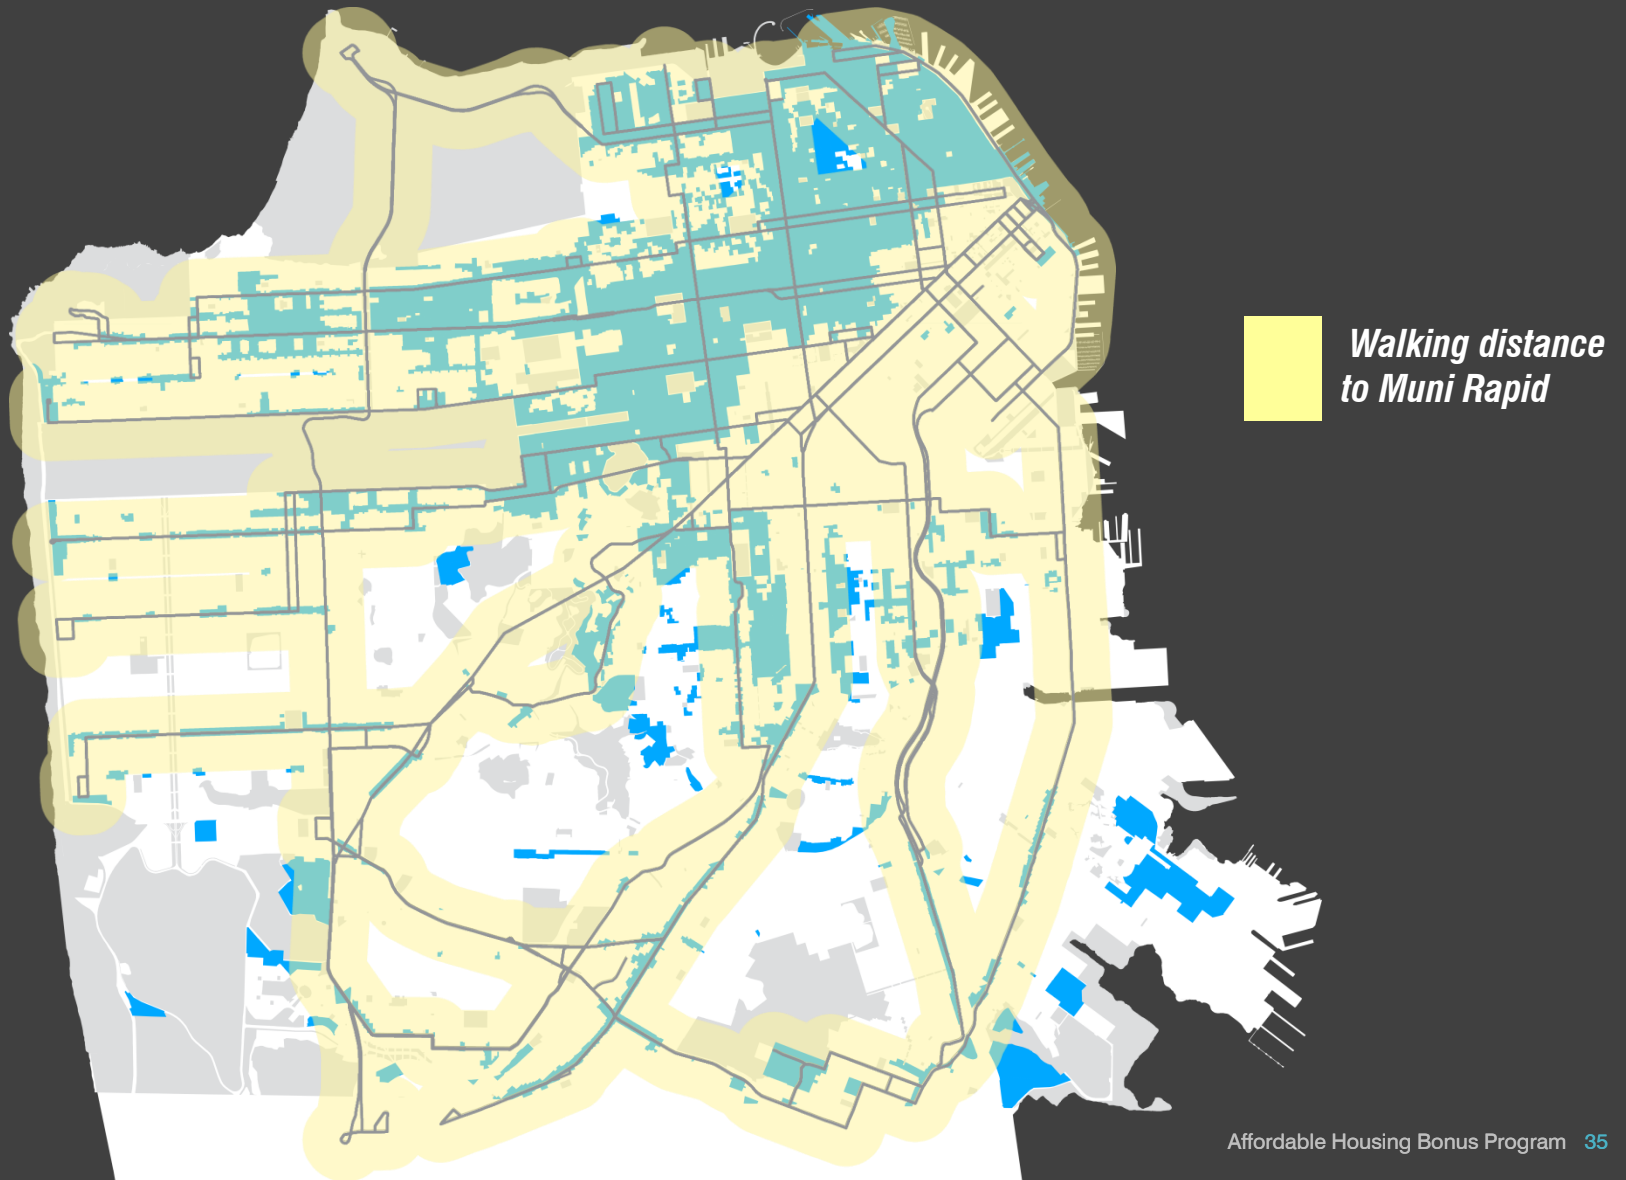 Walking distance
to Muni Rapid
Affordable Housing Bonus Program 35